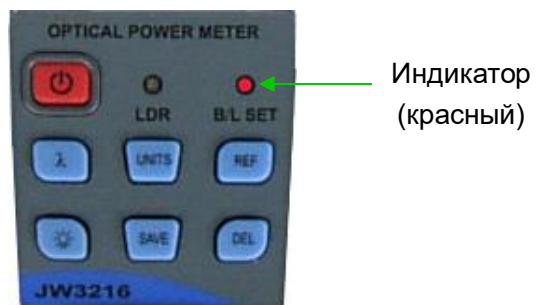 OPTICAL POWER METER
LDR B/L SET
Индикатор
(красный)
λ UNITS REF
SAVE DEL
JW3216